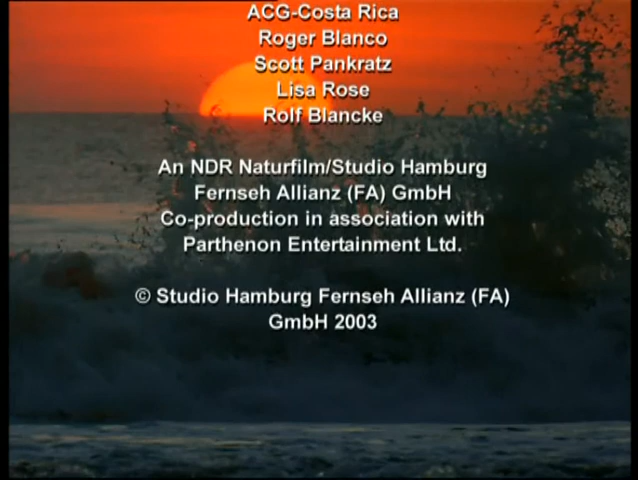 ACG-Costa Rica
Roger Blanco
Scott Pankratz
Lisa Rose
Rolf Blancke
An NDR Naturfilm/Studio Hamburg
Fernseh Allianz (FA) GmbH
Co-production in association with
Parthenon Entertainment Ltd.
© Studio Hamburg Fernseh Allianz (FA)
GmbH 2003